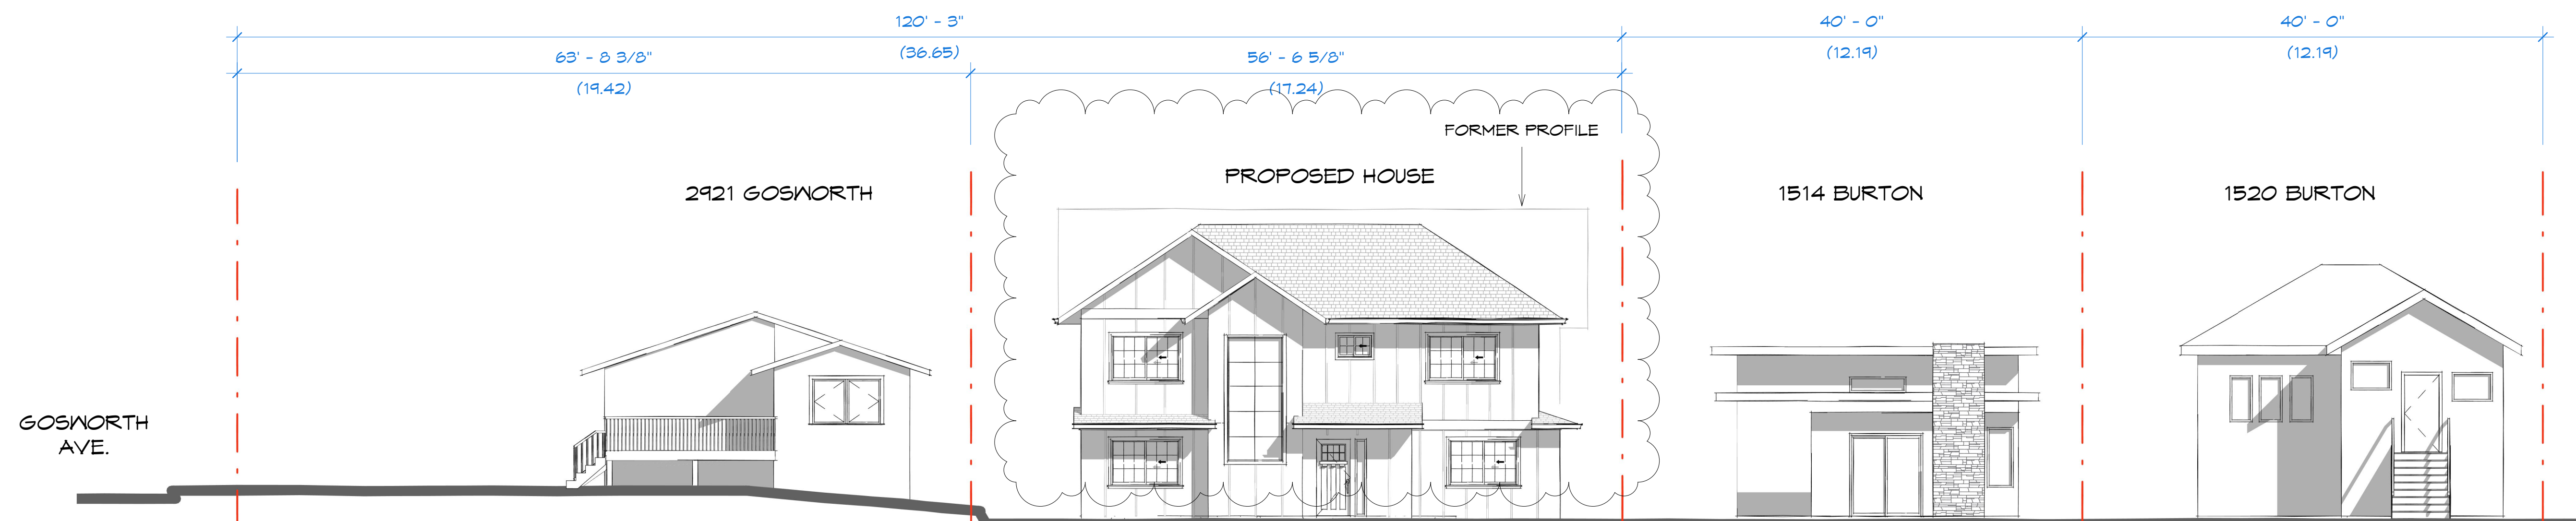 120' - 3"
(36.65)
40' - 0"
(12.19)
40' - 0"
(12.19)
63' - 8 3/8"
(19.42)
56' - 6 5/8"
(17.24)
FORMER PROFILE
2921 GOSWORTH
PROPOSED HOUSE
1514 BURTON
1520 BURTON
GOSWORTH
AVE.